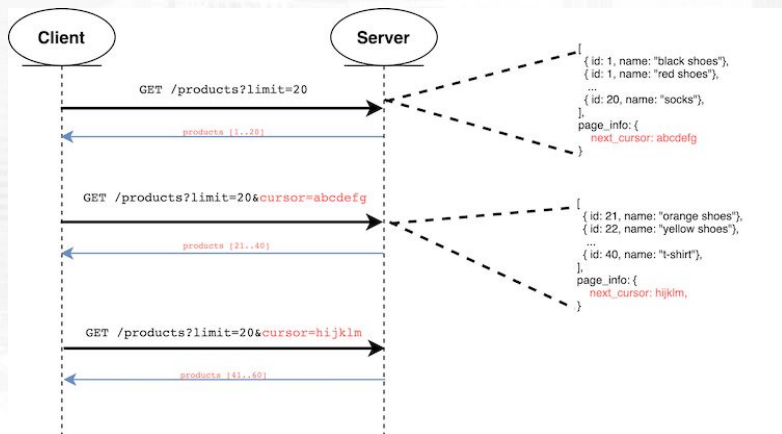 Client
Server
GET /products?limit=20
products [1..20]
[
{ id: 1, name: "black shoes"},
{ id: 1, name: "red shoes"},
...
{ id: 20, name: "socks"},
],
page_info: {
next_cursor: abcdefg
}
GET /products?limit=20&cursor=abcdefg
products [21..40]
[
{ id: 21, name: "orange shoes"},
{ id: 22, name: "yellow shoes"},
...
{ id: 40, name: "t-shirt"},
],
page_info: {
next_cursor: hijklm,
}
GET /products?limit=20&cursor=hijklm
products [41..60]